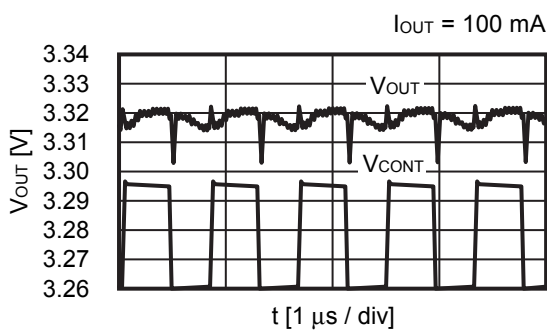 IOUT = 100 mA
3.34
3.33
3.32
3.31
3.30
3.29
3.28
3.27
3.26
VOUT [V]
VOUT
VCONT
t [1 μs / div]